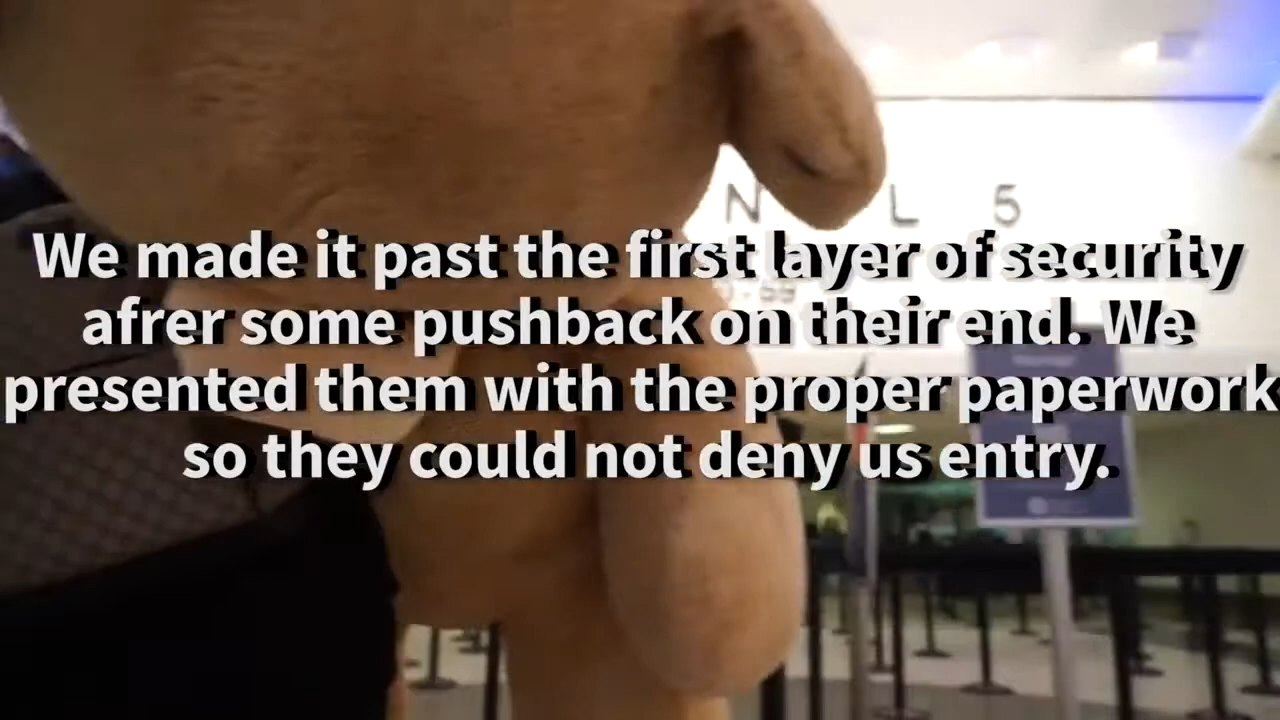 N L 5
We made it past the first layer of security
afrer some pushback on their end. We
presented them with the proper paperwork
so they could not deny us entry.